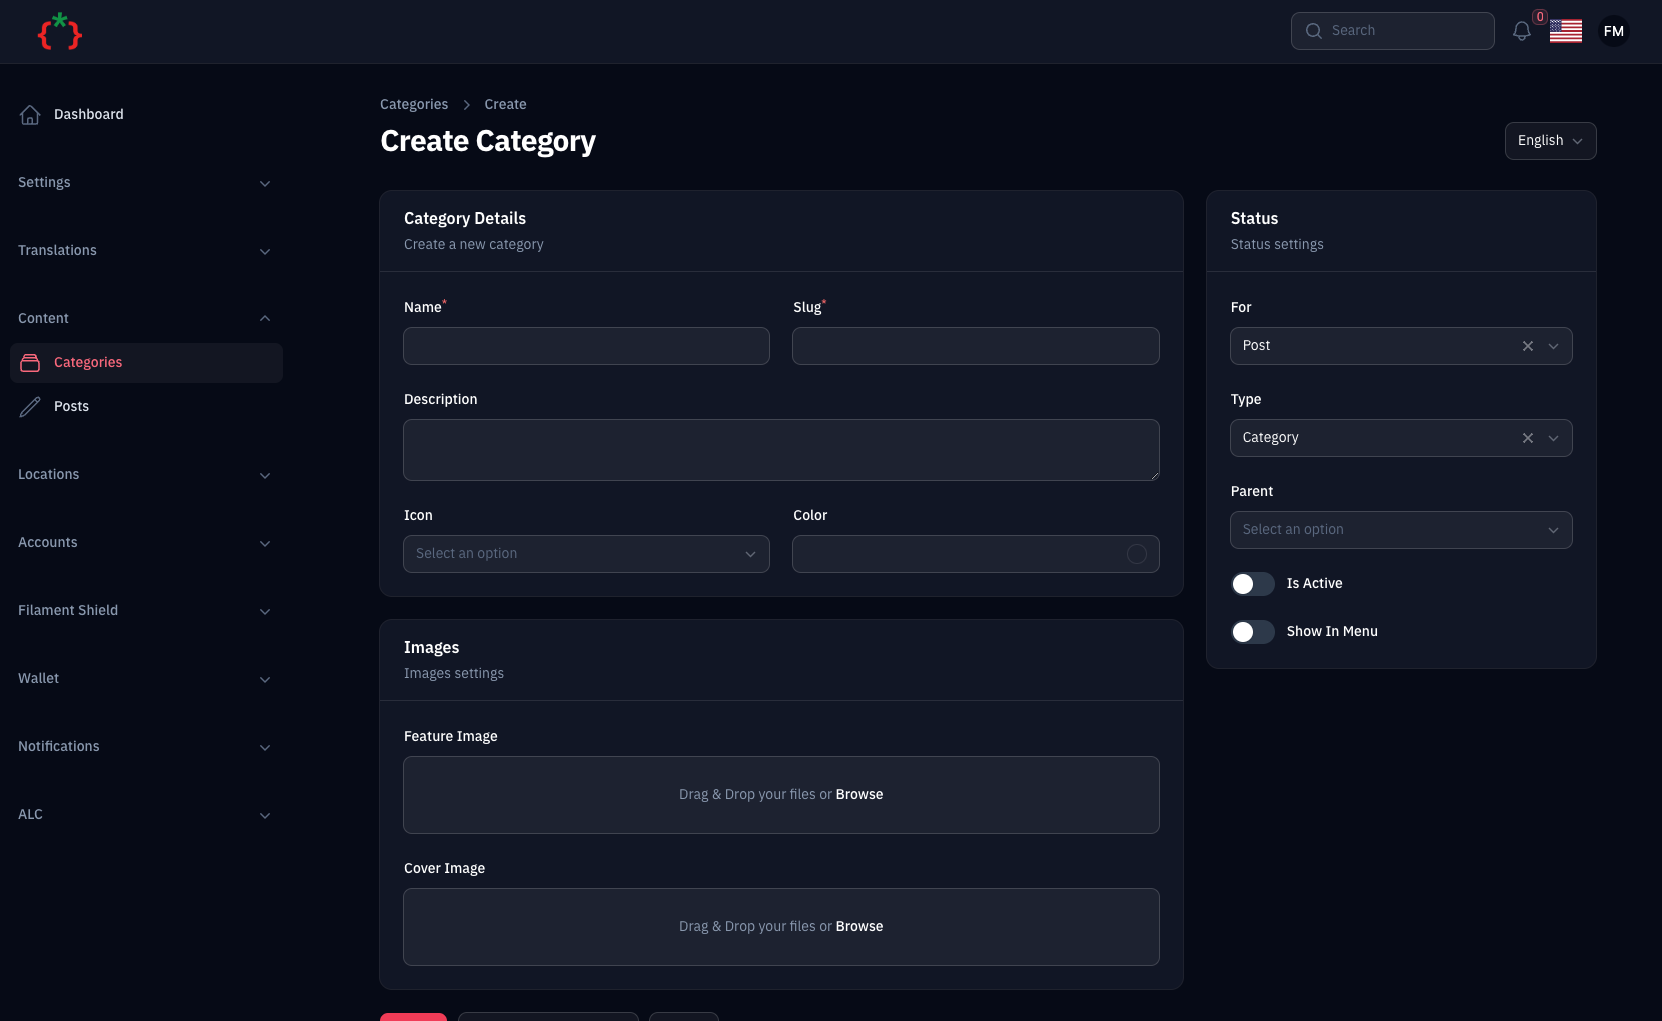 Search
0
FM
Dashboard
Settings
Translations
Content
Categories
Posts
Locations
Accounts
Filament Shield
Wallet
Notifications
ALC
Categories > Create
Create Category
English
Category Details
Create a new category
Name*
Slug*
Description
Icon
Color
Select an option
Images
Images settings
Feature Image
Drag & Drop your files or Browse
Cover Image
Drag & Drop your files or Browse
Status
Status settings
For
Post
Type
Category
Parent
Select an option
Is Active
Show In Menu